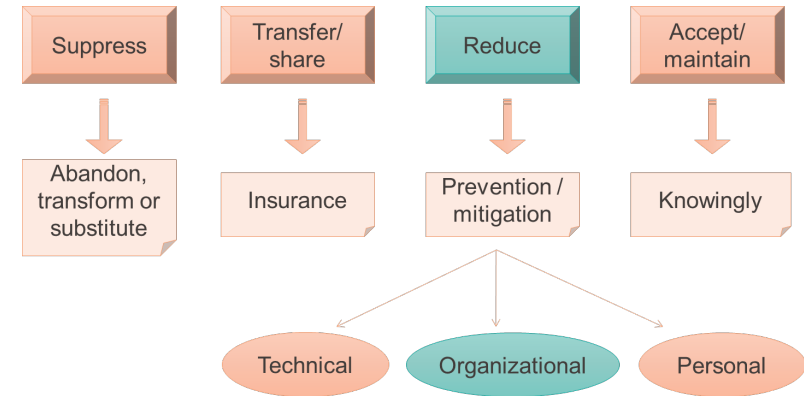 Suppress
Transfer/
share
Reduce
Accept/
maintain
Abandon,
transform or
substitute
Insurance
Prevention /
mitigation
Knowingly
Technical
Organizational
Personal